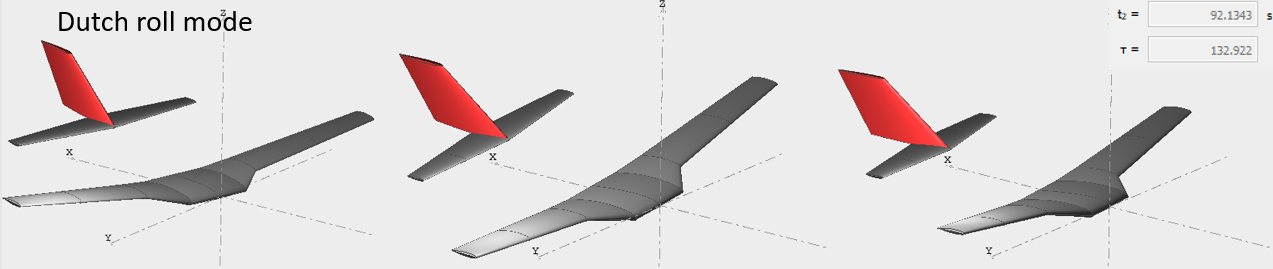 Dutch roll mode
z
X
Y
z
X
Y
z
X
Y
t₂ = 92.1343 s
τ = 132.922